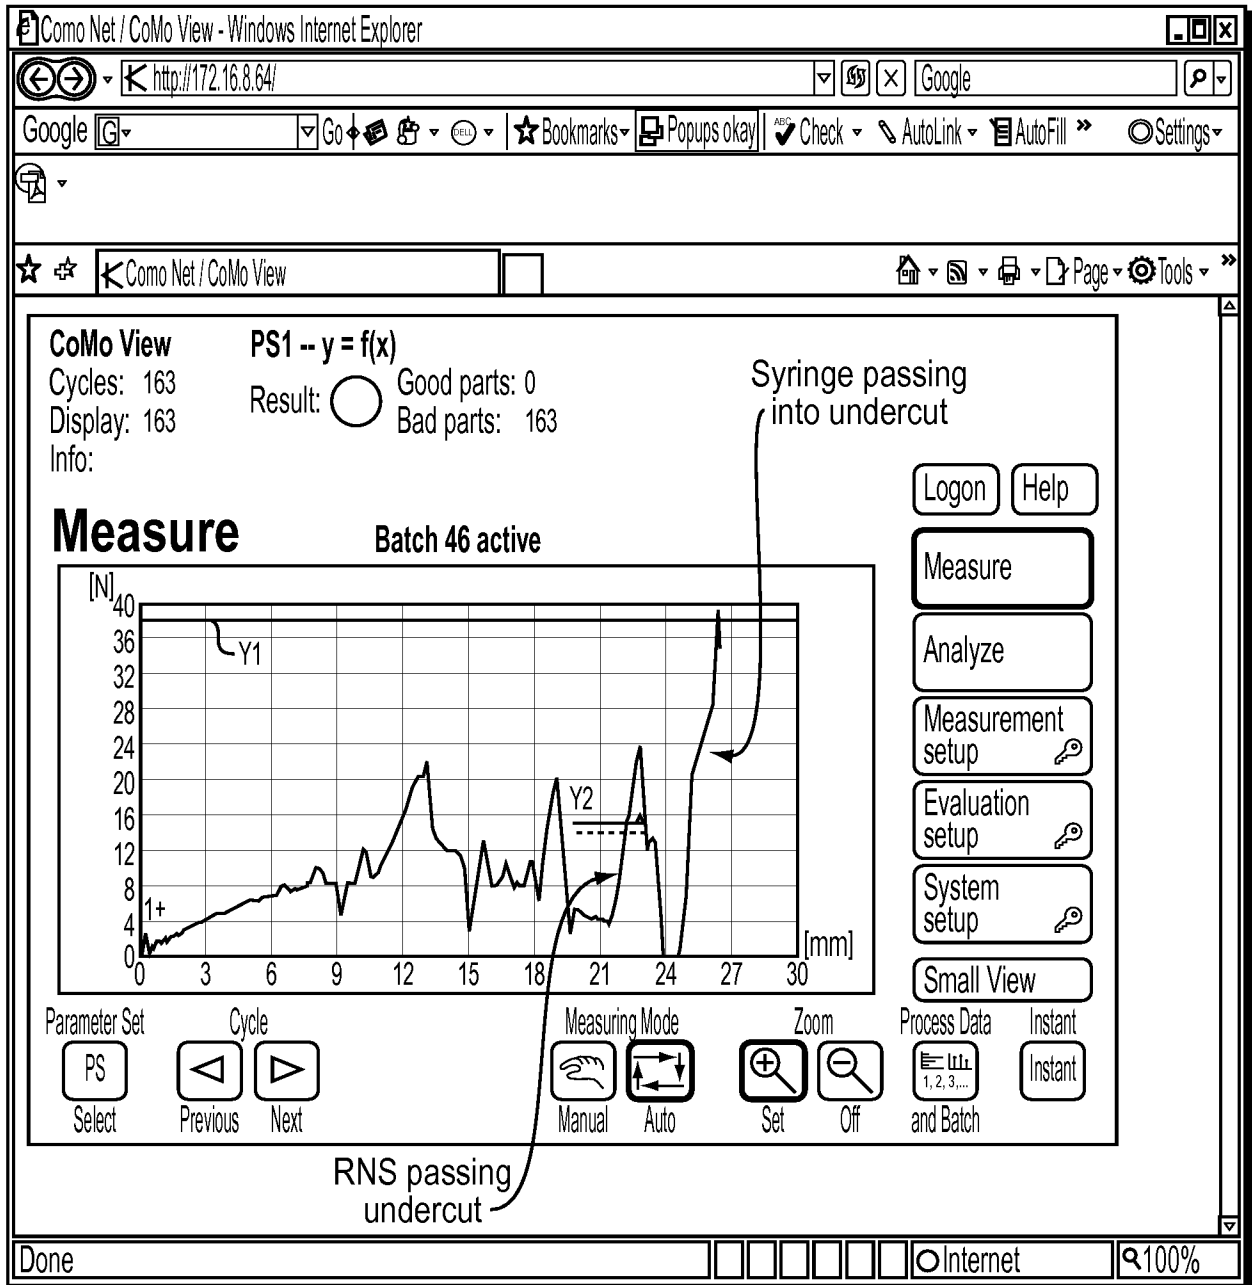 Como Net / CoMo View - Windows Internet Explorer
http://172.16.8.64/
Google
Google G Go DELL Bookmarks Popups okay ABC Check AutoLink AutoFill » Settings
Como Net / CoMo View
Page Tools »
CoMo View
PS1 -- y = f(x)
Cycles: 163
Display: 163
Info:
Result:
Good parts: 0
Bad parts: 163
Syringe passing
into undercut
Logon
Help
Measure
Batch 46 active
Measure
Analyze
Measurement
setup
Evaluation
setup
System
setup
Small View
[N]
40
36
32
28
24
20
16
12
8
4
0
Y1
Y2
1+
0 3 6 9 12 15 18 21 24 27 30
[mm]
Parameter Set
PS
Select
Cycle
Previous
Next
Measuring Mode
Manual
Auto
Zoom
Set
Off
Process Data
1, 2, 3,...
and Batch
Instant
Instant
RNS passing
undercut
Done
Internet
100%